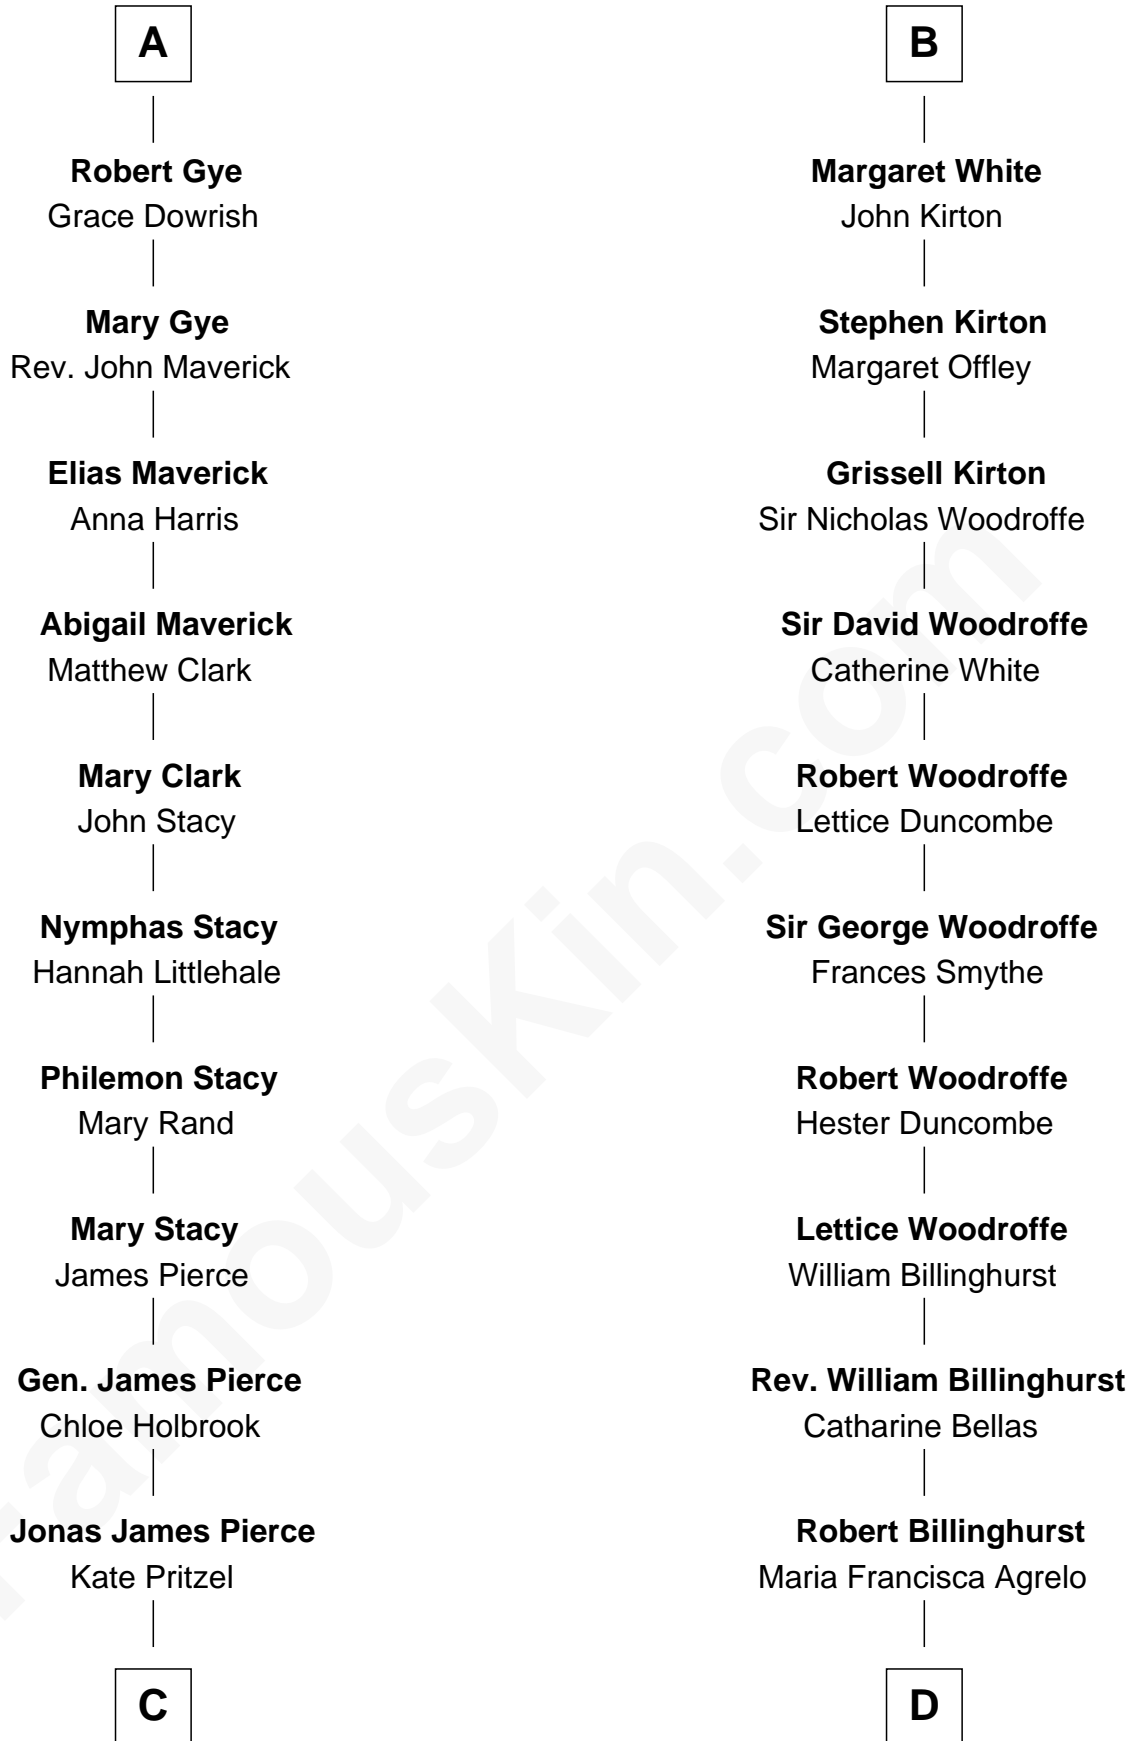 A
Robert Gye
Grace Dowrish
Mary Gye
Rev. John Maverick
Elias Maverick
Anna Harris
Abigail Maverick
Matthew Clark
Mary Clark
John Stacy
Nymphas Stacy
Hannah Littlehale
Philemon Stacy
Mary Rand
Mary Stacy
James Pierce
Gen. James Pierce
Chloe Holbrook
Jonas James Pierce
Kate Pritzel
C
B
Margaret White
John Kirton
Stephen Kirton
Margaret Offley
Grissell Kirton
Sir Nicholas Woodroffe
Sir David Woodroffe
Catherine White
Robert Woodroffe
Lettice Duncombe
Sir George Woodroffe
Frances Smythe
Robert Woodroffe
Hester Duncombe
Lettice Woodroffe
William Billinghurst
Rev. William Billinghurst
Catharine Bellas
Robert Billinghurst
Maria Francisca Agrelo
D
FamousKin.com